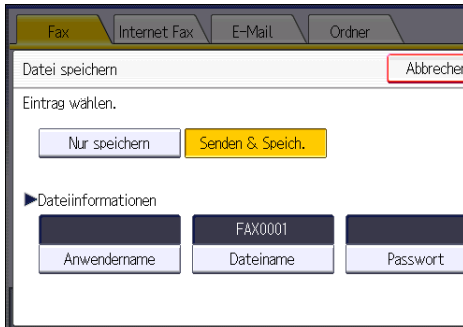 Fax Internet Fax E-Mail Ordner
Datei speichern Abbrechen
Eintrag wählen.
Nur speichern Senden & Speich.
►Dateiinformationen
FAX0001
Anwendername Dateiname Passwort